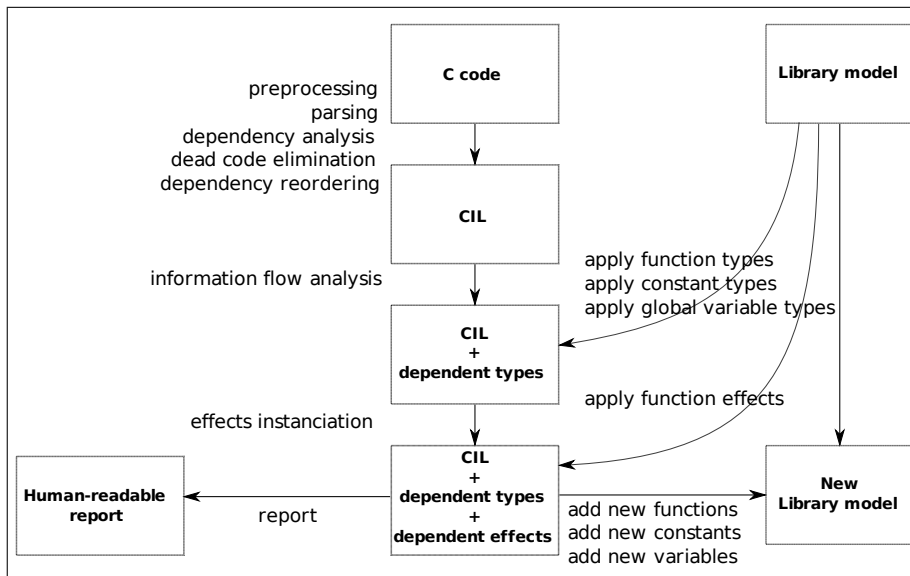 C code
Library model
preprocessing
parsing
dependency analysis
dead code elimination
dependency reordering
CIL
information flow analysis
apply function types
apply constant types
apply global variable types
CIL
+
dependent types
effects instanciation
apply function effects
CIL
+
dependent types
+
dependent effects
Human-readable
report
report
add new functions
add new constants
add new variables
New
Library model